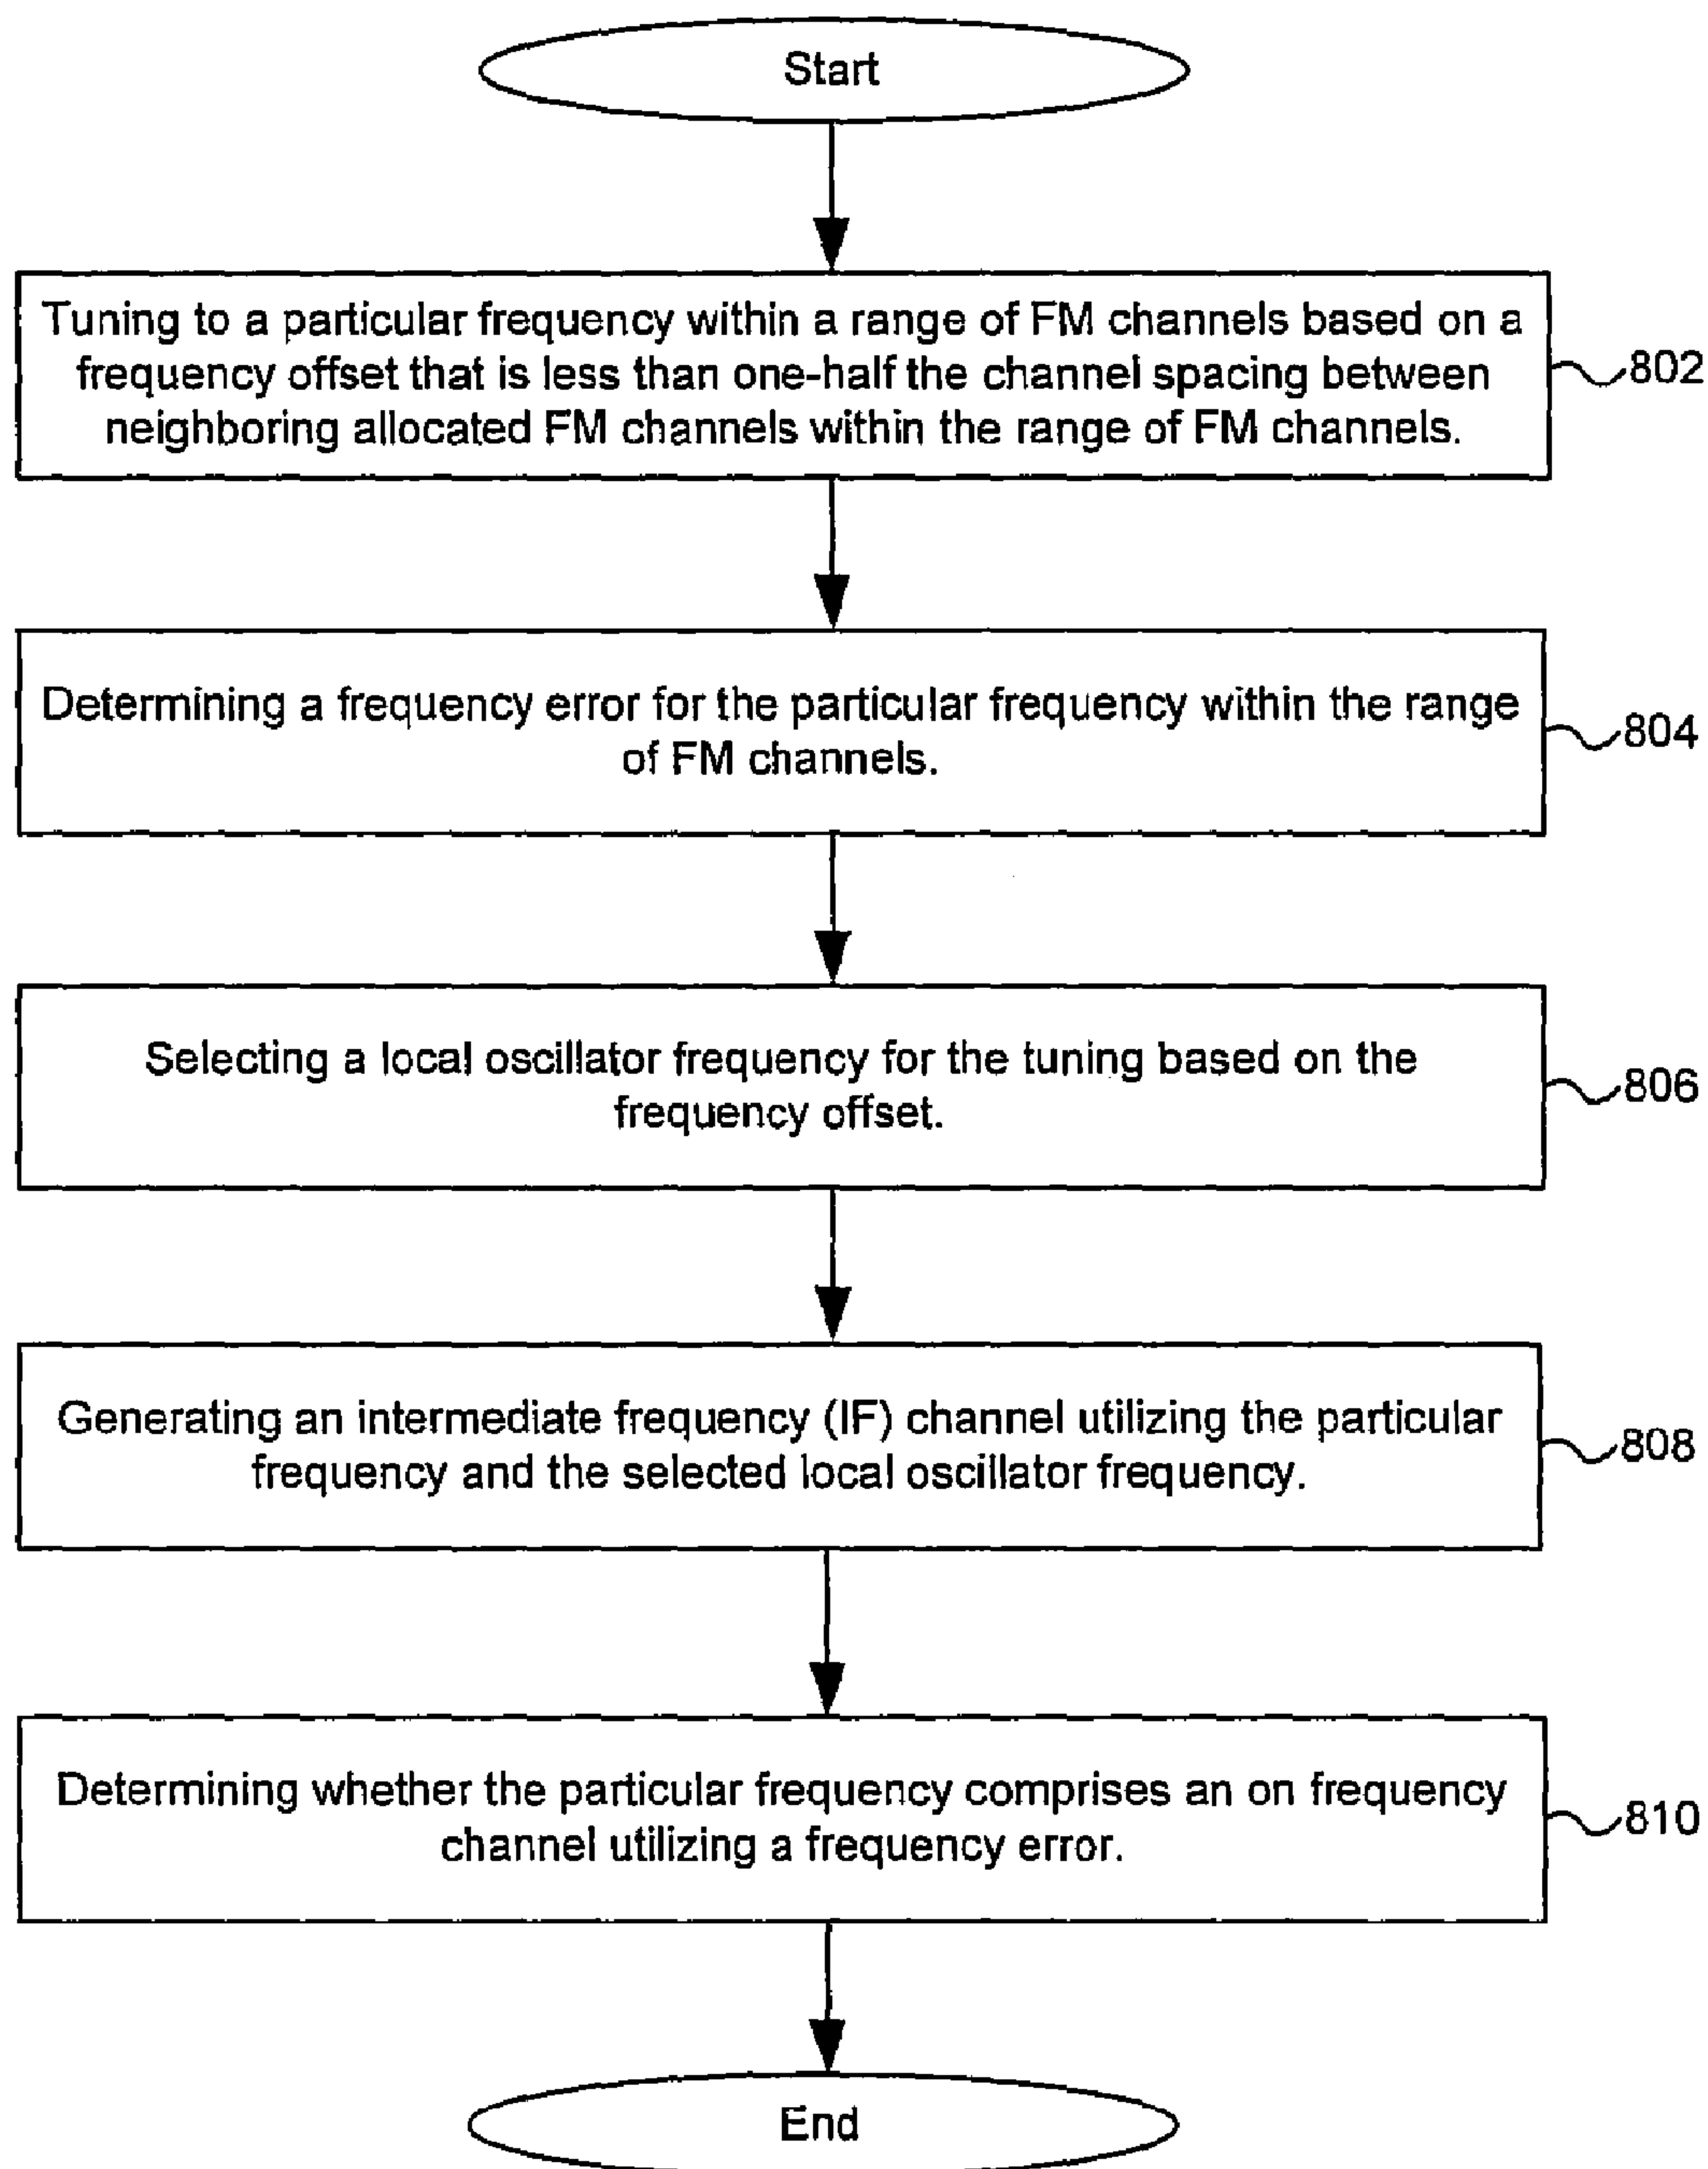 Start
Tuning to a particular frequency within a range of FM channels based on a
frequency offset that is less than one-half the channel spacing between
neighboring allocated FM channels within the range of FM channels.
802
Determining a frequency error for the particular frequency within the range
of FM channels.
804
Selecting a local oscillator frequency for the tuning based on the
frequency offset.
806
Generating an intermediate frequency (IF) channel utilizing the particular
frequency and the selected local oscillator frequency.
808
Determining whether the particular frequency comprises an on frequency
channel utilizing a frequency error.
810
End